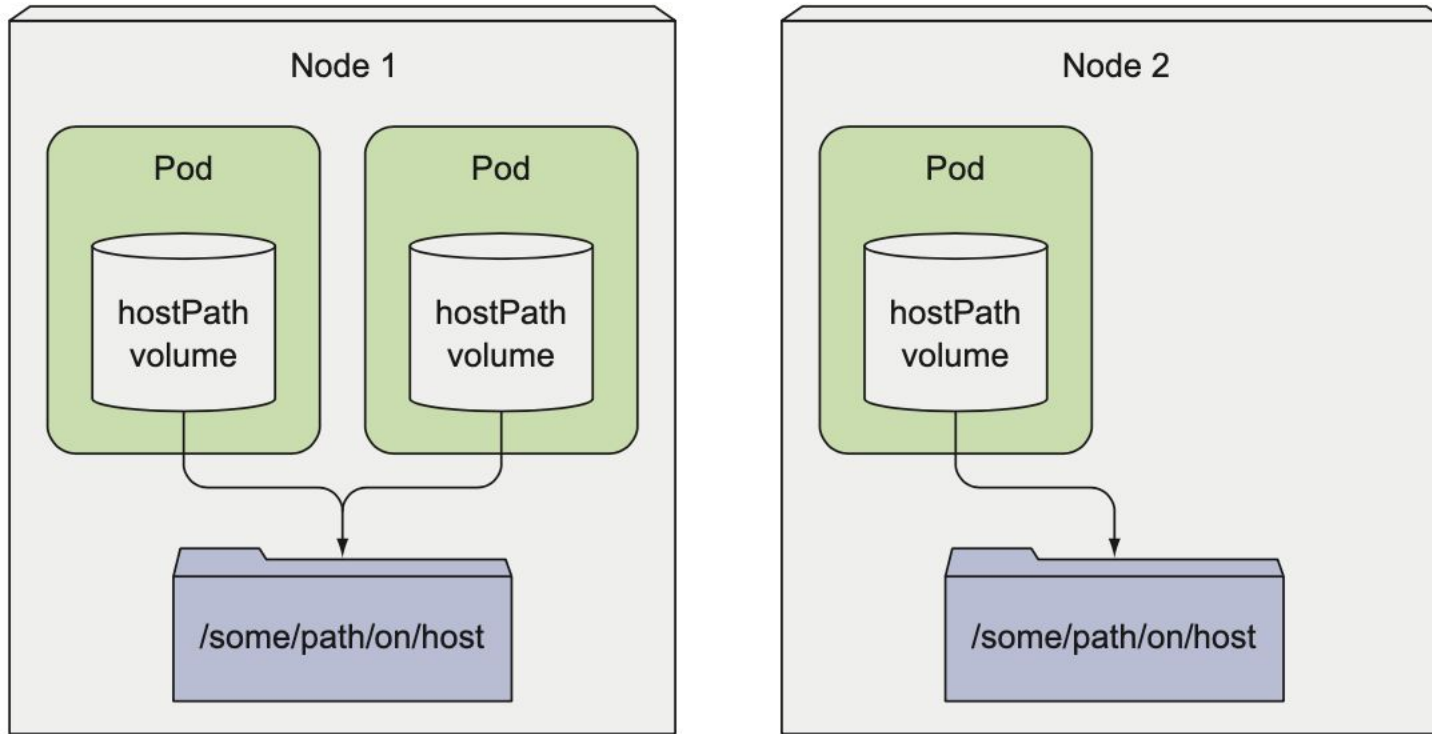 Node 1
Pod
hostPath
volume
Pod
hostPath
volume
/some/path/on/host
Node 2
Pod
hostPath
volume
/some/path/on/host